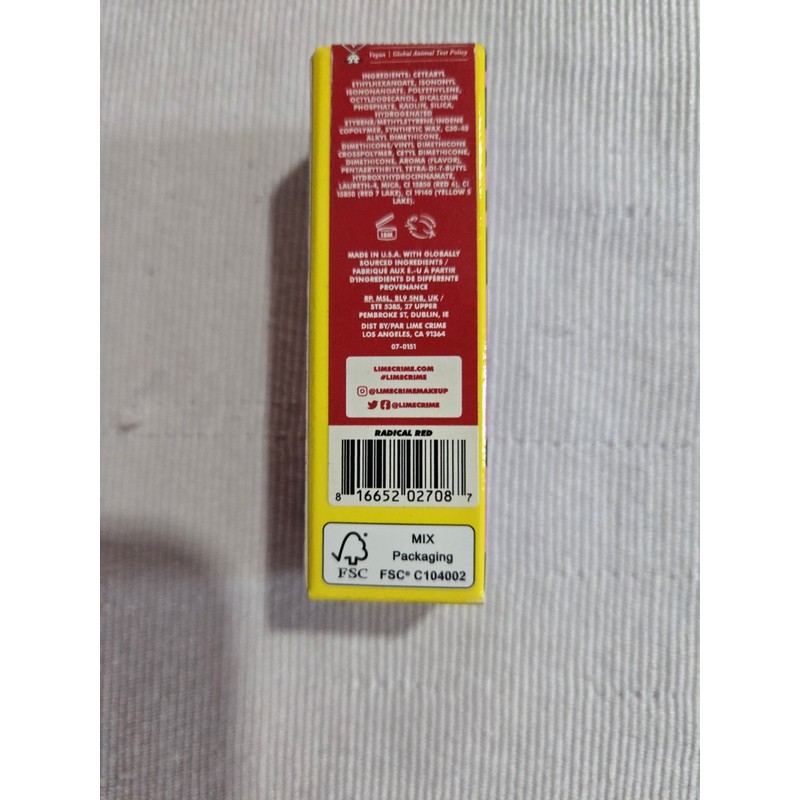 Vegan | Global Animal Test Policy
INGREDIENTS: CETEARYL
ETHYLHEXANOATE, ISONONYL
ISONONANOATE, POLYETHYLENE,
OCTYLDODECANOL, DICALCIUM
PHOSPHATE, KAOLIN, SILICA,
HYDROGENATED
STYRENE/METHYLSTYRENE/INDENE
COPOLYMER, SYNTHETIC WAX, C30-45
ALKYL DIMETHICONE,
DIMETHICONE/VINYL DIMETHICONE
CROSSPOLYMER, CETYL DIMETHICONE,
DIMETHICONE, AROMA (FLAVOR),
PENTAERYTHRITYL TETRA-DI-T-BUTYL
HYDROXYHYDROCINNAMATE,
LAURETH-4, MICA, CI 15850 (RED 6), CI
15850 (RED 7 LAKE), CI 19140 (YELLOW 5
LAKE).
18M
MADE IN U.S.A. WITH GLOBALLY
SOURCED INGREDIENTS /
FABRIQUÉ AUX É.-U À PARTIR
D'INGREDIENTS DE DIFFÉRENTE
PROVENANCE
RP. MSL, BL9 5NB, UK /
STE 5385, 27 UPPER
PEMBROKE ST, DUBLIN, IE
DIST BY/PAR LIME CRIME
LOS ANGELES, CA 91364
07-0151
LIMECRIME.COM
#LIMECRIME
@LIMECRIMEMAKEUP
@LIMECRIME
RADICAL RED
8 16652 02708 7
MIX
Packaging
FSC
FSC® C104002